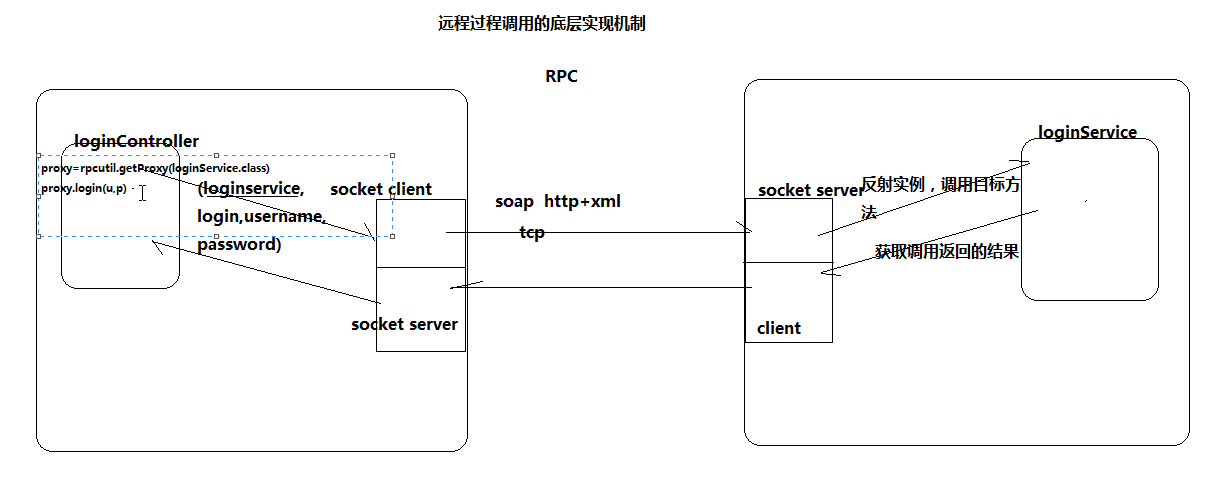 远程过程调用的底层实现机制
RPC
loginController
proxy=rpcutil.getProxy(loginService.class)
proxy.login(u,p)
(loginservice,
login,username,
password)
socket client
socket server
soap http+xml
tcp
socket server
client
反射实例，调用目标方
法
获取调用返回的结果
loginService